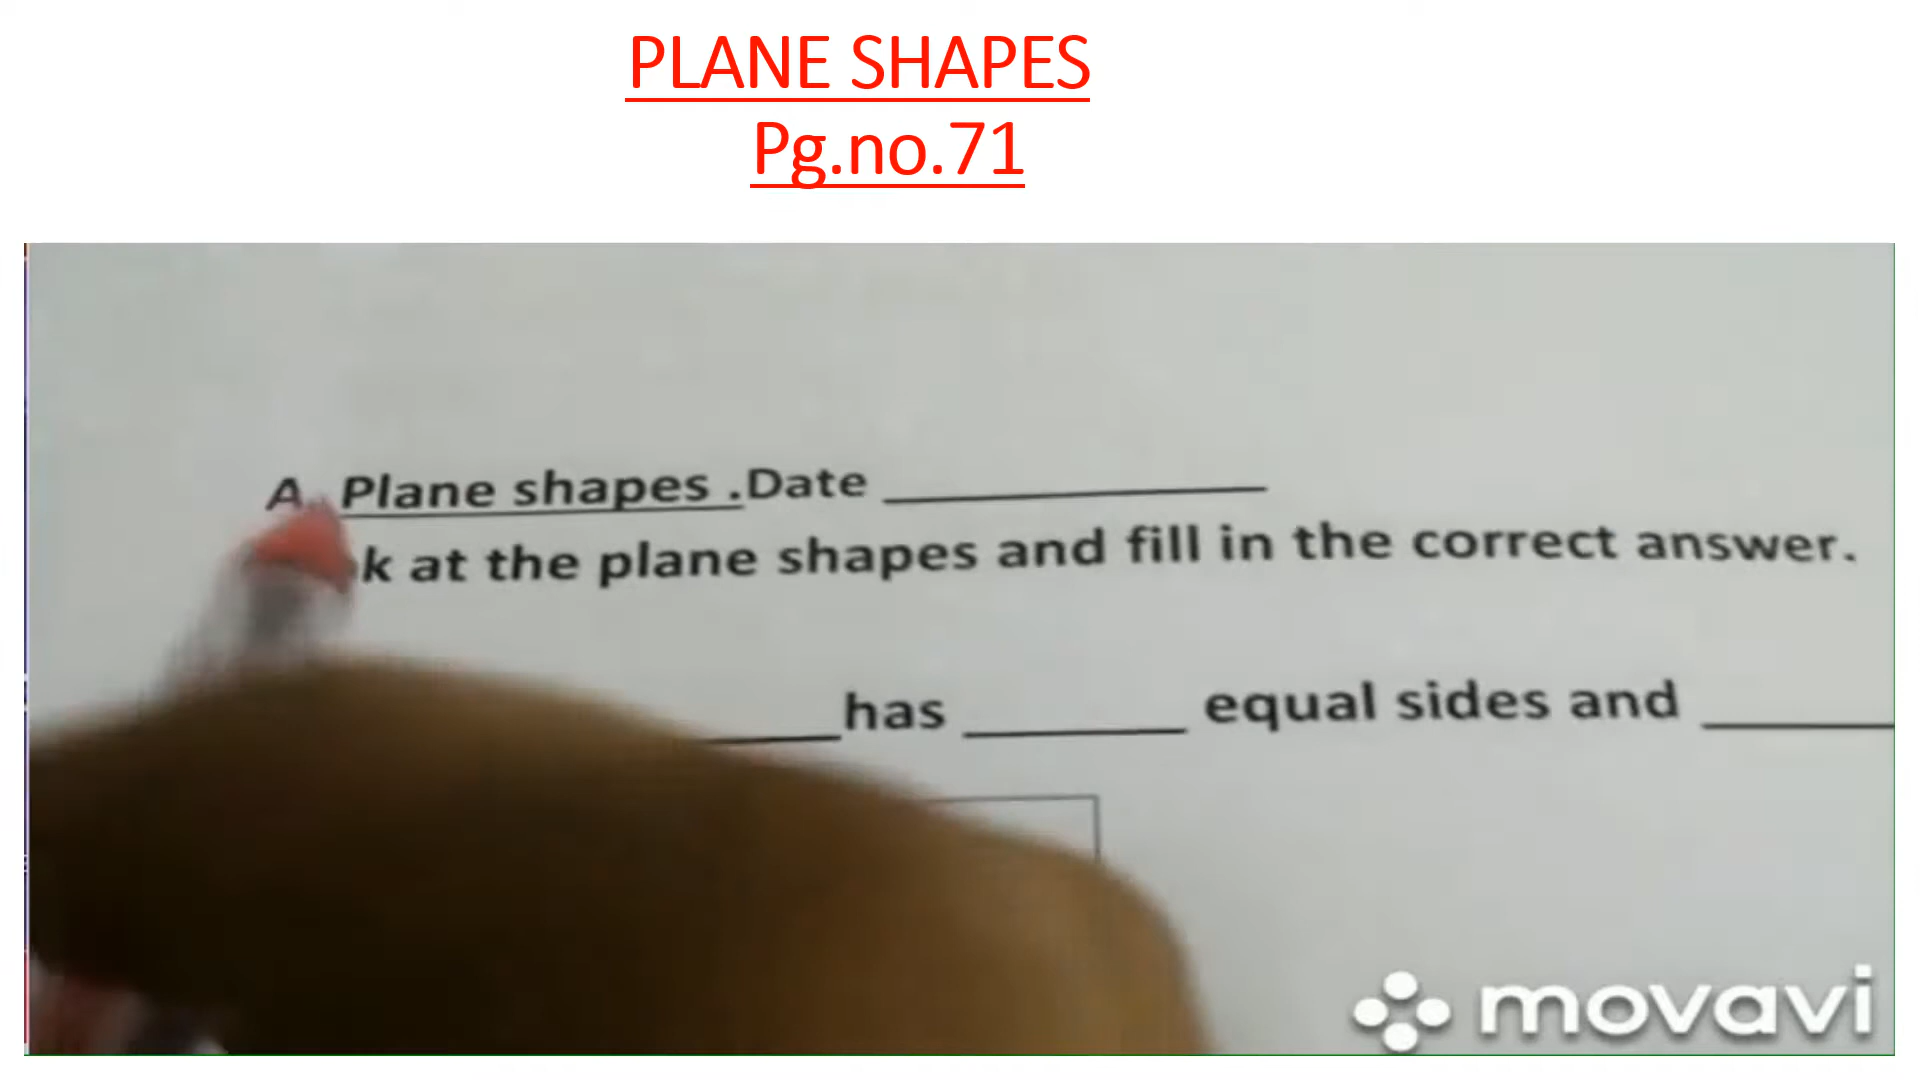 PLANE SHAPES
Pg.no.71
A. Plane shapes .Date
k at the plane shapes and fill in the correct answer.
has equal sides and
movavi